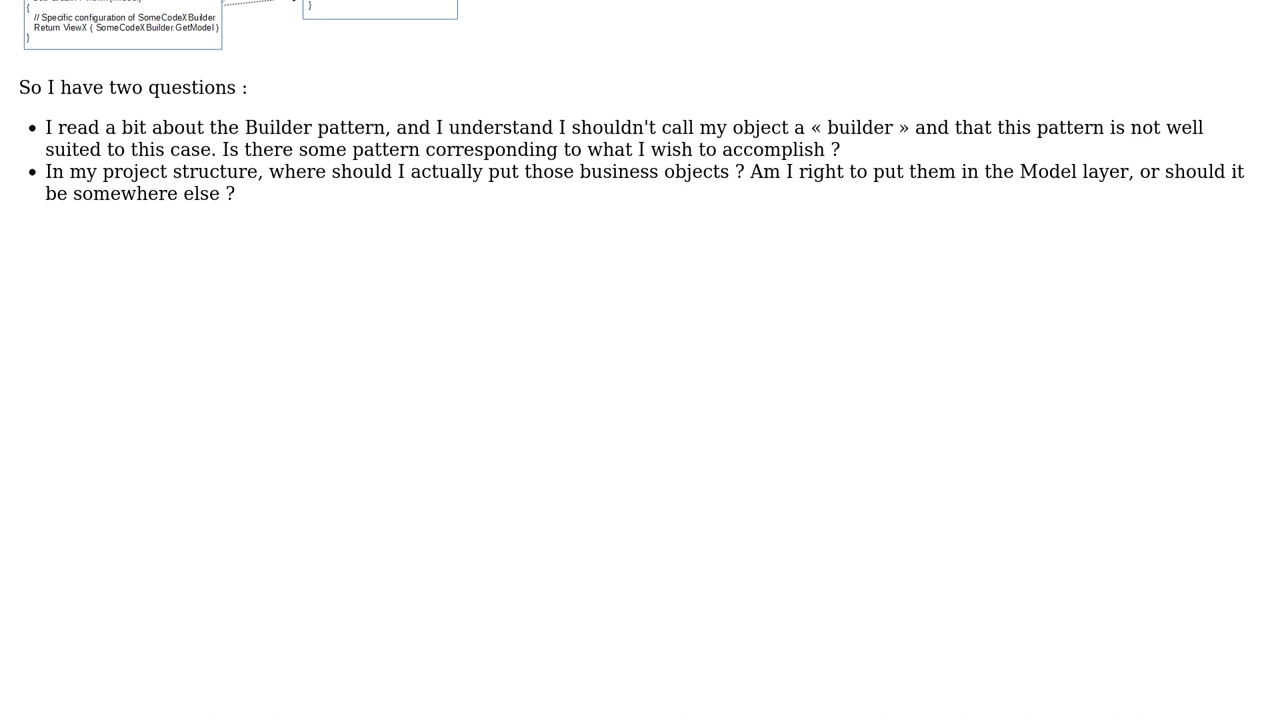 {
}
// Specific configuration of SomeCodeXBuilder
Return ViewX ( SomeCodeXBuilder.GetModel )
}
So I have two questions :
• I read a bit about the Builder pattern, and I understand I shouldn't call my object a « builder » and that this pattern is not well
suited to this case. Is there some pattern corresponding to what I wish to accomplish ?
• In my project structure, where should I actually put those business objects ? Am I right to put them in the Model layer, or should it
be somewhere else ?